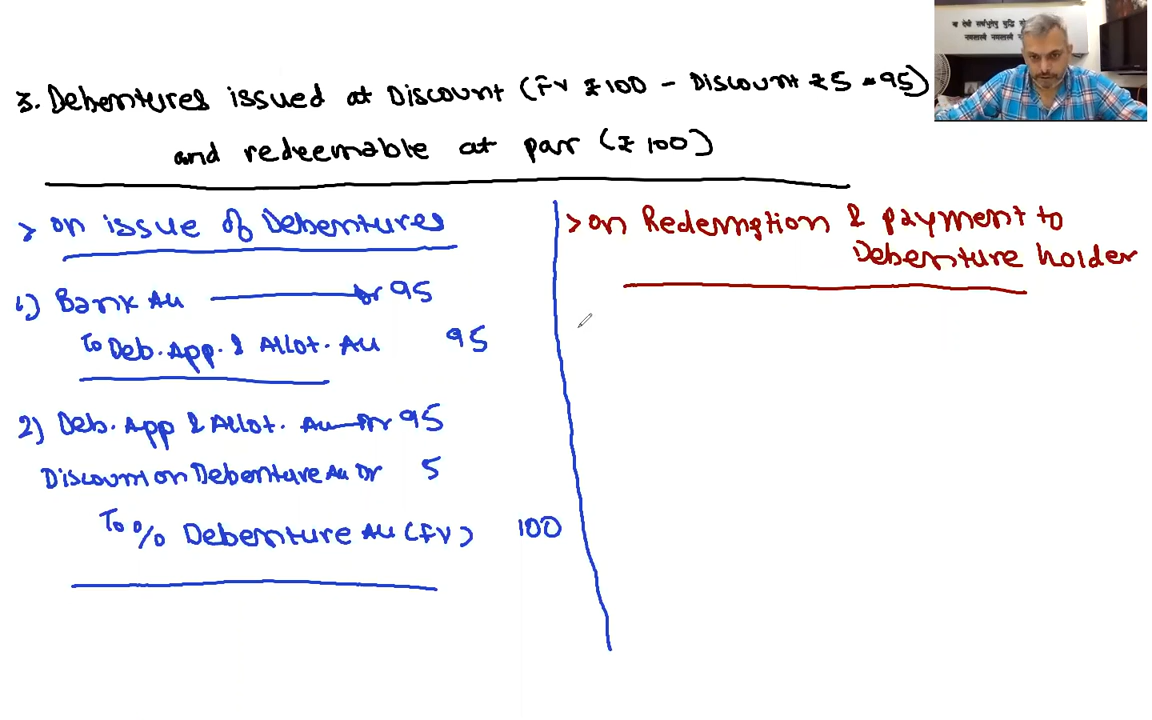 3. Debentures issued at Discount (FV ₹100 - Discount ₹5 = 95)
and redeemable at par (₹100)
> on issue of Debentures
1) Bank A/c Dr 95
To Deb. App. & Allot. A/c 95
2) Deb. App & Allot. A/c Dr 95
Discount on Debenture A/c Dr 5
To % Debenture A/c (FV) 100
> on Redemption & payment to
Debenture holder